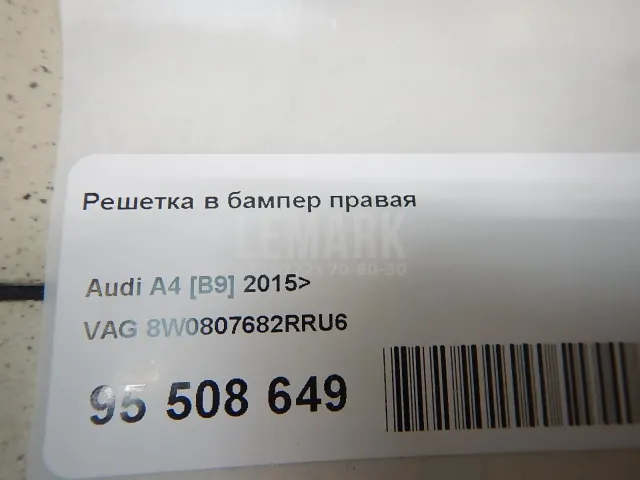 Решетка в бампер правая
LEMARK
Audi A4 [B9] 2015>
VAG 8W0807682RRU6
95 508 649